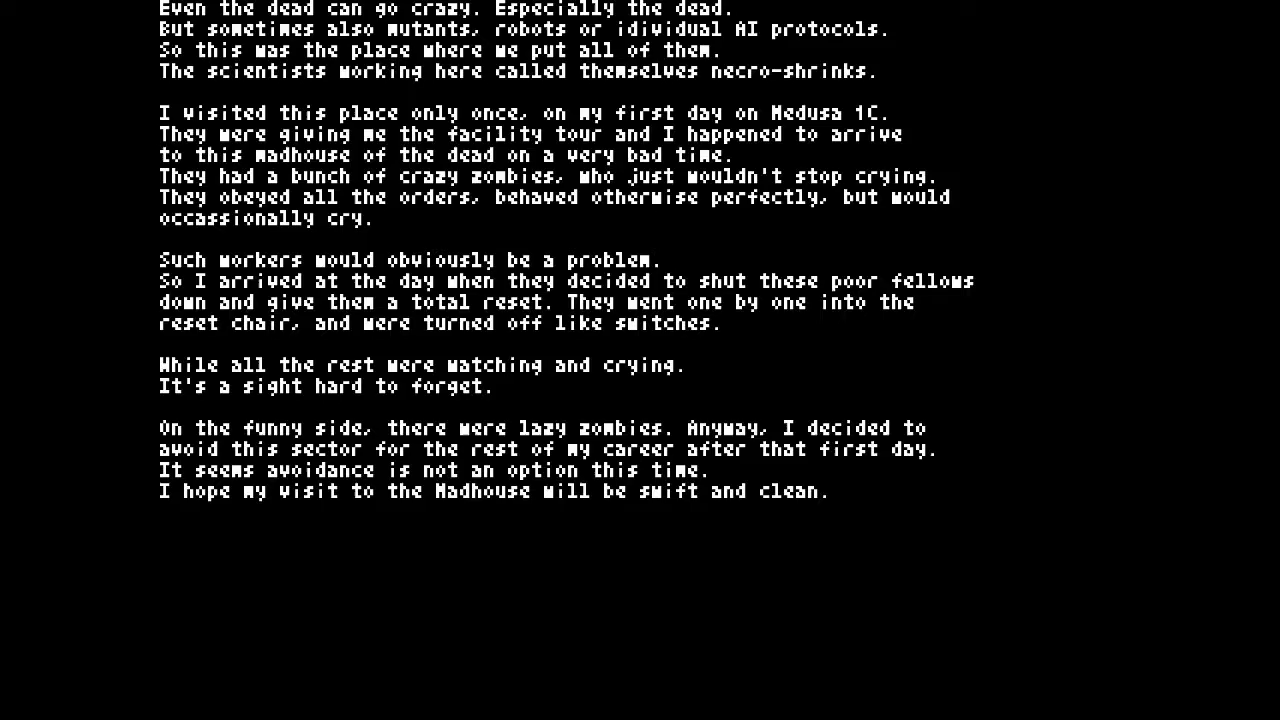 Even the dead can go crazy. Especially the dead.
But sometimes also mutants, robots or idividual AI protocols.
So this was the place where we put all of them.
The scientists working here called themselves necro-shrinks.
I visited this place only once, on my first day on Medusa 1C.
They were giving me the facility tour and I happened to arrive
to this madhouse of the dead on a very bad time.
They had a bunch of crazy zombies, who just wouldn't stop crying.
They obeyed all the orders, behaved otherwise perfectly, but would
occassionally cry.
Such workers would obviously be a problem.
So I arrived at the day when they decided to shut these poor fellows
down and give them a total reset. They went one by one into the
reset chair, and were turned off like switches.
While all the rest were watching and crying.
It's a sight hard to forget.
On the funny side, there were lazy zombies. Anyway, I decided to
avoid this sector for the rest of my career after that first day.
It seems avoidance is not an option this time.
I hope my visit to the Madhouse will be swift and clean.